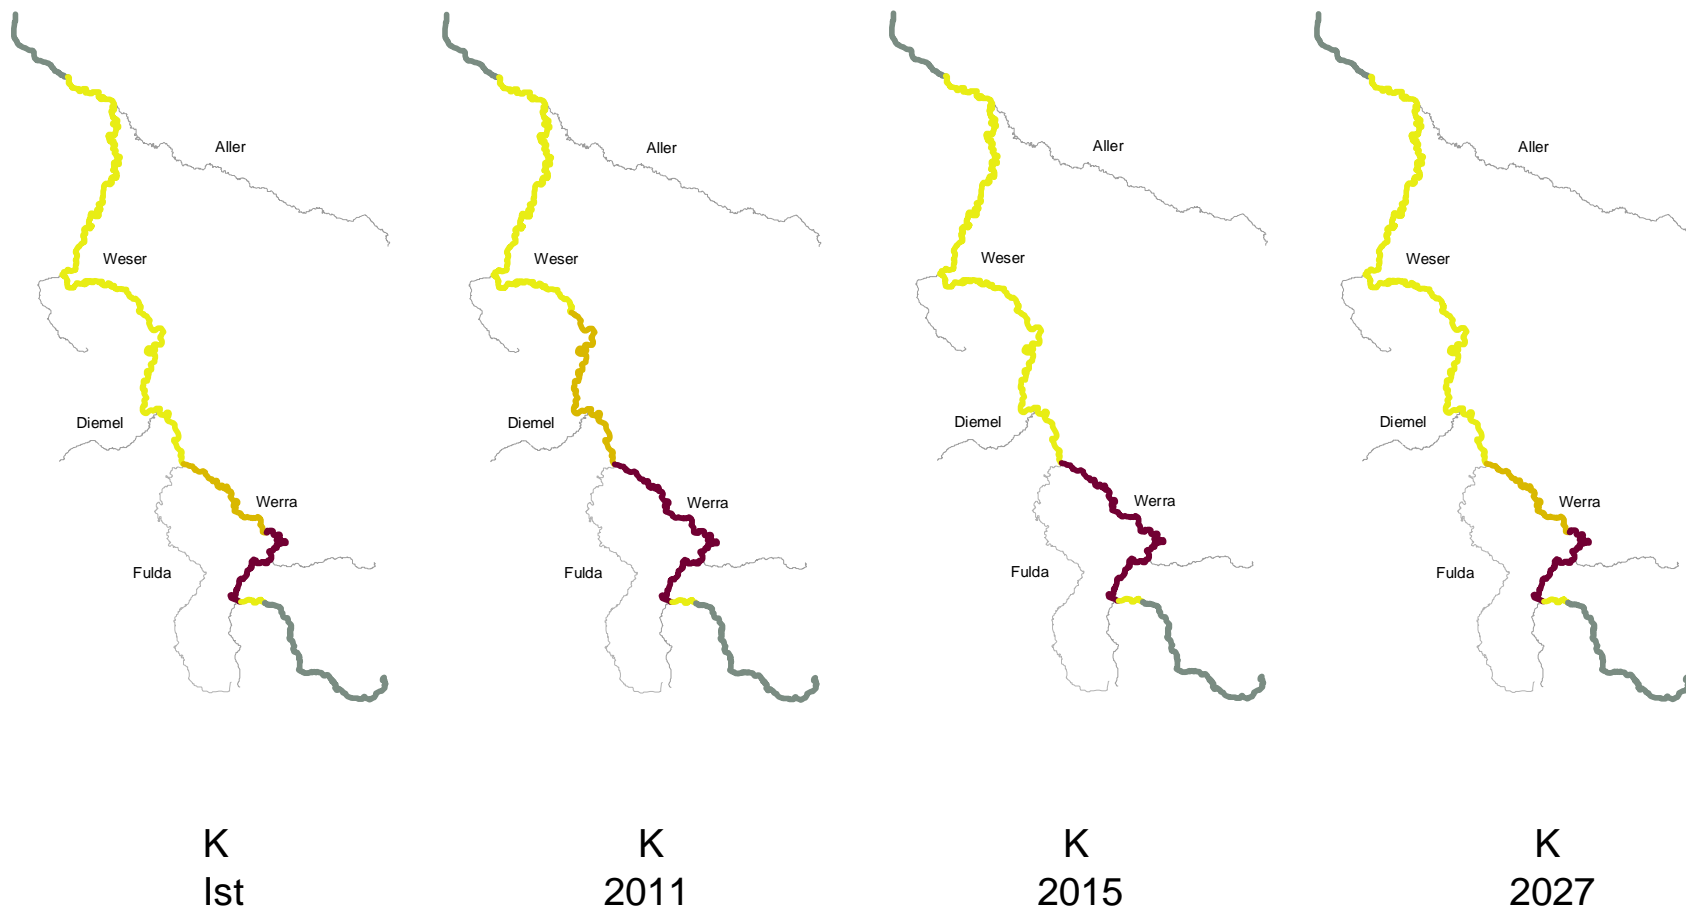 Aller
Weser
Diemel
Werra
Fulda
K
Ist
Aller
Weser
Diemel
Werra
Fulda
K
2011
Aller
Weser
Diemel
Werra
Fulda
K
2015
Aller
Weser
Diemel
Werra
Fulda
K
2027